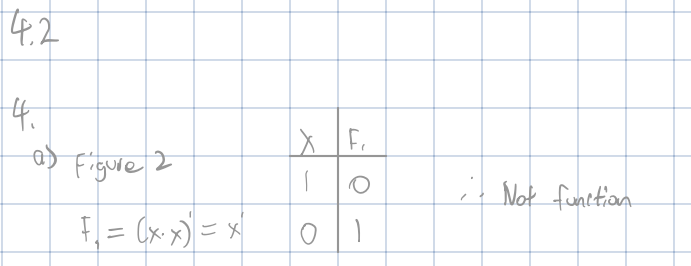 4.2
4.
a) Figure 2
X F₁
1 0
∴ Not function
F₁ = (x·x)' = x'
0 1